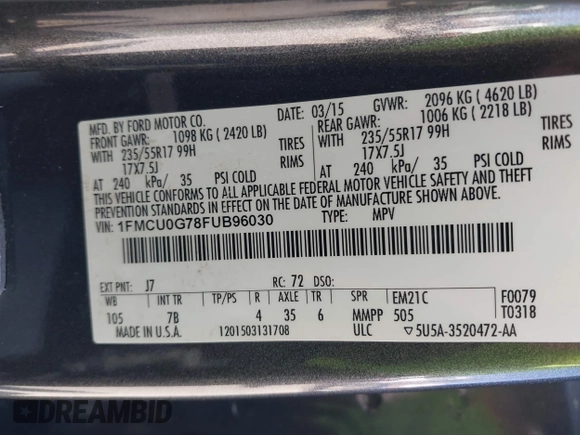 MFD. BY FORD MOTOR CO.
DATE: 03/15
GVWR: 2096 KG ( 4620 LB)
FRONT GAWR: 1098 KG ( 2420 LB)
REAR GAWR: 1006 KG ( 2218 LB)
WITH 235/55R17 99H TIRES
WITH 235/55R17 99H TIRES
17X7.5J RIMS
17X7.5J RIMS
AT 240 kPa/ 35 PSI COLD
AT 240 kPa/ 35 PSI COLD
THIS VEHICLE CONFORMS TO ALL APPLICABLE FEDERAL MOTOR VEHICLE SAFETY AND THEFT
PREVENTION STANDARDS IN EFFECT ON THE DATE OF MANUFACTURE SHOWN ABOVE.
VIN: 1FMCU0G78FUB96030
TYPE: MPV
EXT PNT: J7 RC: 72 DSO:
WB INT TR TP/PS R AXLE TR SPR EM21C F0079
105 7B 4 35 6 MMPP 505 T0318
MADE IN U.S.A. 1201503131708 ULC 5U5A-3520472-AA
DREAMBID